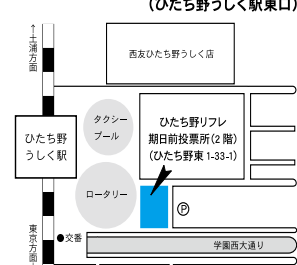 (ひたち野うしく駅東口)
↑土浦方面
西友ひたち野うしく店
タクシー
プール
ひたち野リフレ
期日前投票所(2 階)
(ひたち野東 1-33-1)
ひたち野
うしく駅
ロータリー
P
東京方面
●交番
学園西大通り